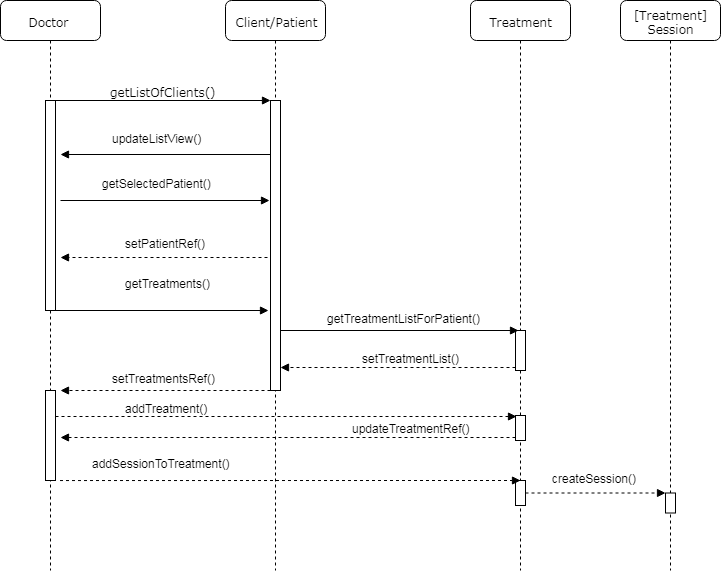 Doctor
Client/Patient
Treatment
[Treatment]
Session
getListOfClients()
updateListView()
getSelectedPatient()
setPatientRef()
getTreatments()
getTreatmentListForPatient()
setTreatmentList()
setTreatmentsRef()
addTreatment()
updateTreatmentRef()
addSessionToTreatment()
createSession()